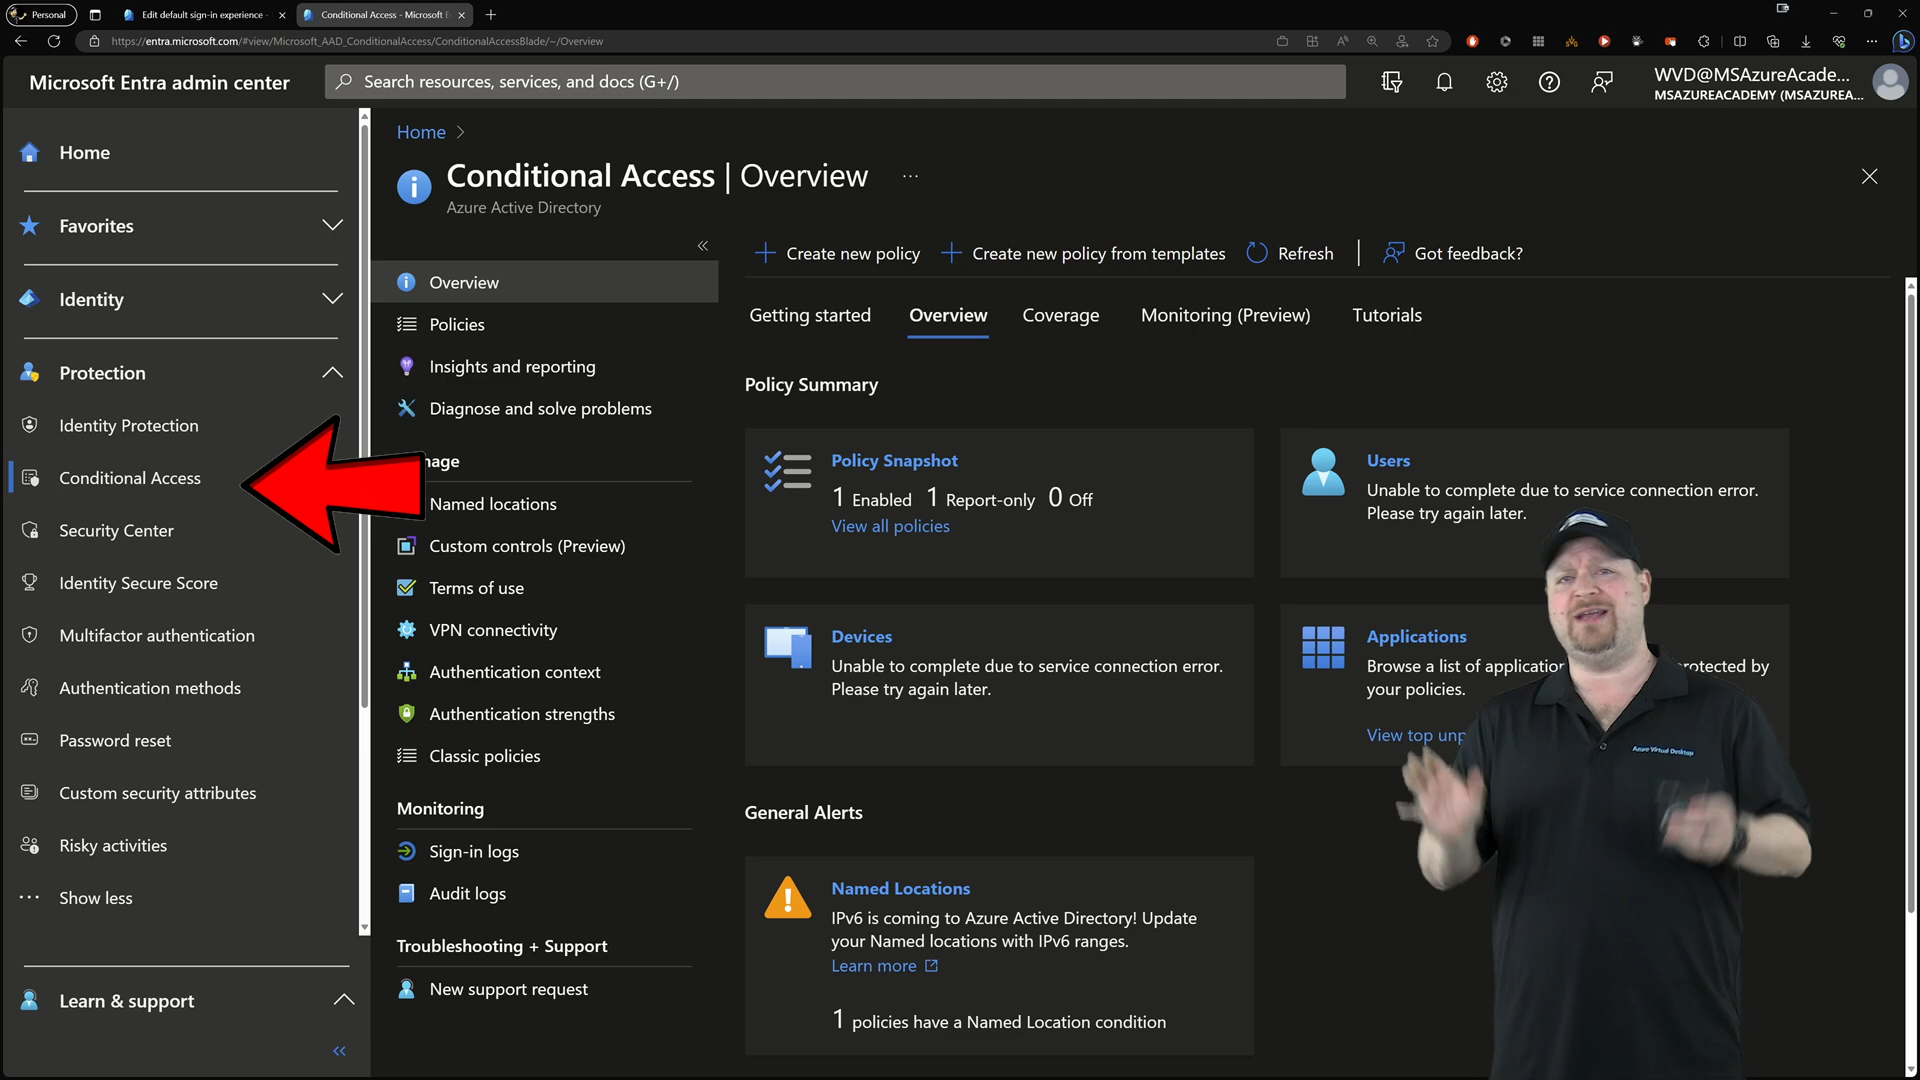 Personal
Edit default sign-in experience
Conditional Access - Microsoft E
https://entra.microsoft.com/#view/Microsoft_AAD_ConditionalAccess/ConditionalAccessBlade/~/Overview
Microsoft Entra admin center
Search resources, services, and docs (G+/)
WVD@MSAzureAcade...
MSAZUREACADEMY (MSAZUREA...
Home
Favorites
Identity
Protection
Identity Protection
Conditional Access
Security Center
Identity Secure Score
Multifactor authentication
Authentication methods
Password reset
Custom security attributes
Risky activities
Show less
Learn & support
Home
Conditional Access | Overview
Azure Active Directory
Overview
Policies
Insights and reporting
Diagnose and solve problems
nage
Named locations
Custom controls (Preview)
Terms of use
VPN connectivity
Authentication context
Authentication strengths
Classic policies
Monitoring
Sign-in logs
Audit logs
Troubleshooting + Support
New support request
Create new policy
Create new policy from templates
Refresh
Got feedback?
Getting started
Overview
Coverage
Monitoring (Preview)
Tutorials
Policy Summary
Policy Snapshot
1 Enabled 1 Report-only 0 Off
View all policies
Users
Unable to complete due to service connection error.
Please try again later.
Devices
Unable to complete due to service connection error.
Please try again later.
Applications
Browse a list of application protected by
your policies.
View top unp
General Alerts
Named Locations
IPv6 is coming to Azure Active Directory! Update
your Named locations with IPv6 ranges.
Learn more
1 policies have a Named Location condition
Azure Virtual Desktop